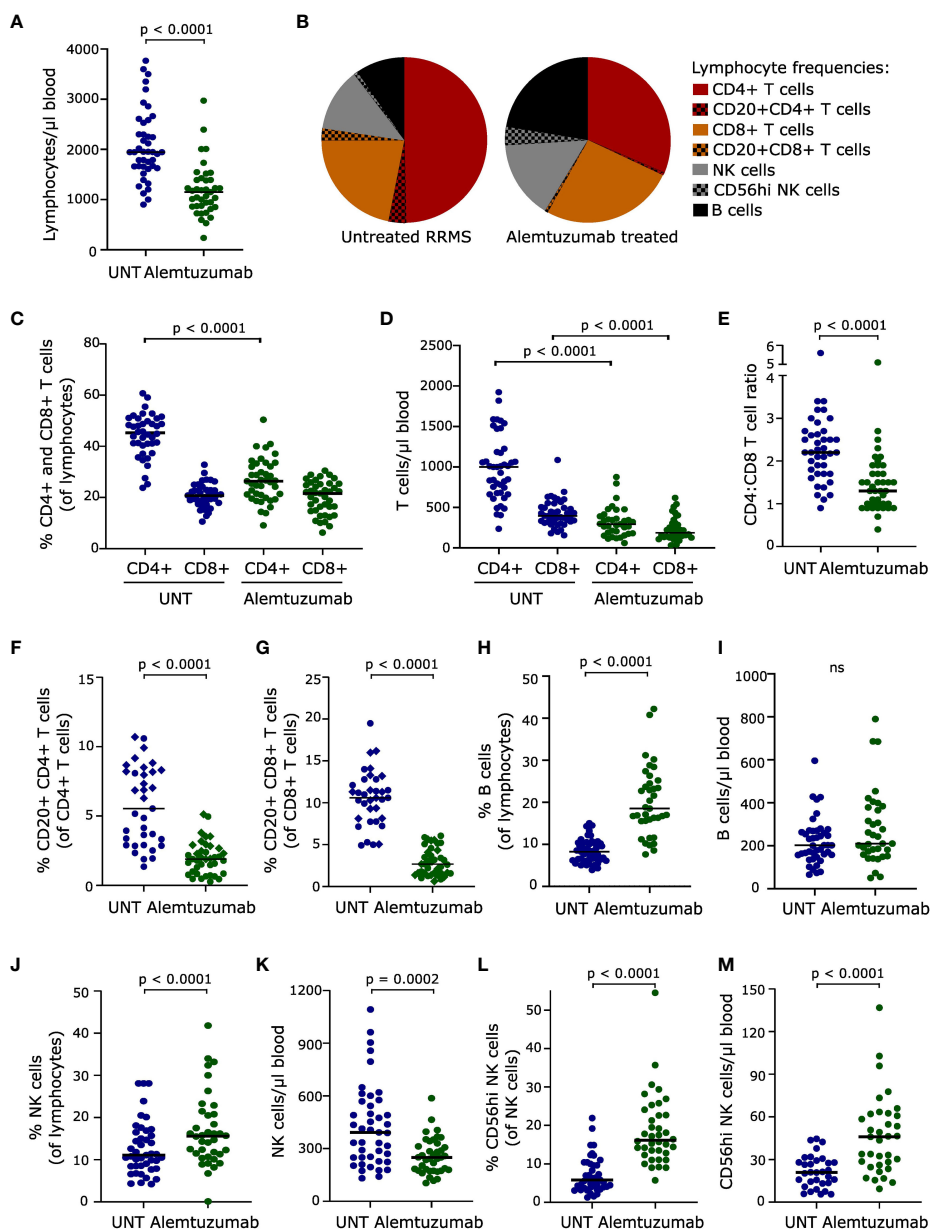 A
p < 0.0001
Lymphocytes/µl blood
4000
3000
2000
1000
0
UNT Alemtuzumab
B
Untreated RRMS
Alemtuzumab treated
Lymphocyte frequencies:
CD4+ T cells
CD20+CD4+ T cells
CD8+ T cells
CD20+CD8+ T cells
NK cells
CD56hi NK cells
B cells
C
p < 0.0001
% CD4+ and CD8+ T cells
(of lymphocytes)
80
60
40
20
0
CD4+ CD8+ CD4+ CD8+
UNT Alemtuzumab
D
p < 0.0001
p < 0.0001
T cells/µl blood
2500
2000
1500
1000
500
0
CD4+ CD8+ CD4+ CD8+
UNT Alemtuzumab
E
p < 0.0001
CD4:CD8 T cell ratio
6
5
4
3
2
1
0
UNT Alemtuzumab
F
p < 0.0001
% CD20+ CD4+ T cells
(of CD4+ T cells)
15
10
5
0
UNT Alemtuzumab
G
p < 0.0001
% CD20+ CD8+ T cells
(of CD8+ T cells)
25
20
15
10
5
0
UNT Alemtuzumab
H
p < 0.0001
% B cells
(of lymphocytes)
50
40
30
20
10
0
UNT Alemtuzumab
I
ns
B cells/µl blood
1000
800
600
400
200
0
UNT Alemtuzumab
J
p < 0.0001
% NK cells
(of lymphocytes)
50
40
30
20
10
0
UNT Alemtuzumab
K
p = 0.0002
NK cells/µl blood
1200
900
600
300
0
UNT Alemtuzumab
L
p < 0.0001
% CD56hi NK cells
(of NK cells)
50
40
30
20
10
0
UNT Alemtuzumab
M
p < 0.0001
CD56hi NK cells/µl blood
150
120
90
60
30
0
UNT Alemtuzumab